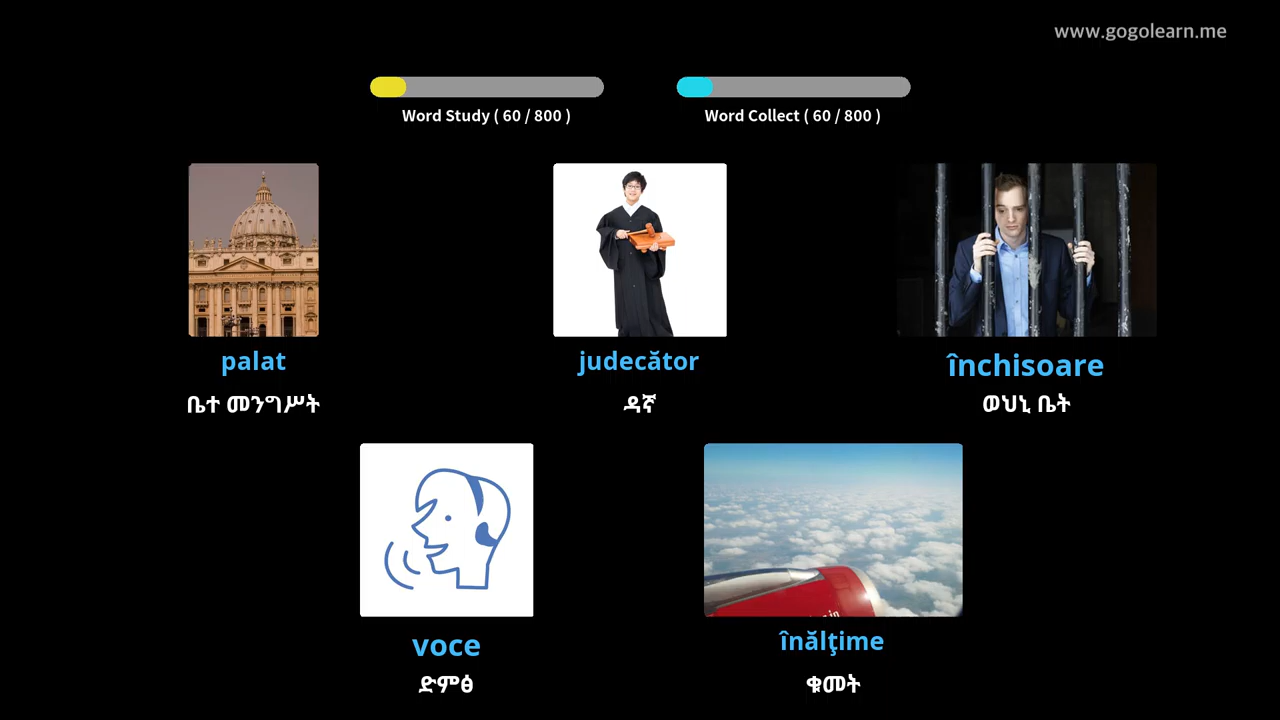 www.gogolearn.me
Word Study ( 60 / 800 )
Word Collect ( 60 / 800 )
palat
ቤተ መንግሥት
judecător
ዳኛ
închisoare
ወህኒ ቤት
voce
ድምፅ
înălţime
ቁመት